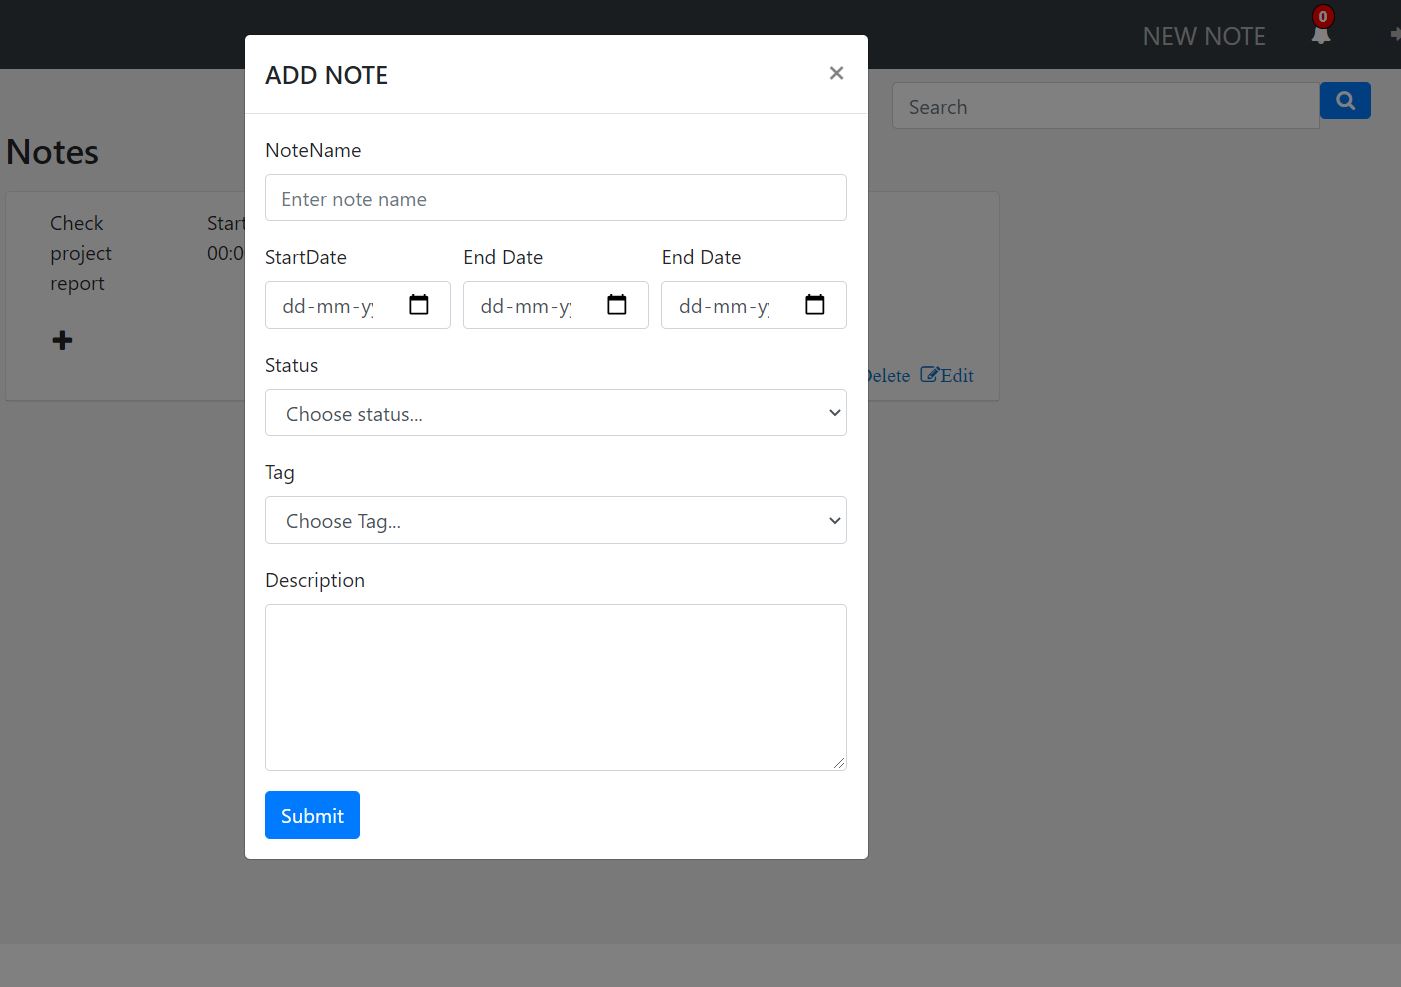 NEW NOTE
0
ADD NOTE
×
Search
Notes
NoteName
Enter note name
Check
project
report
Start
00:0
StartDate
End Date
End Date
dd-mm-y
dd-mm-y
dd-mm-y
Status
Choose status...
Delete
Edit
Tag
Choose Tag...
Description
Submit